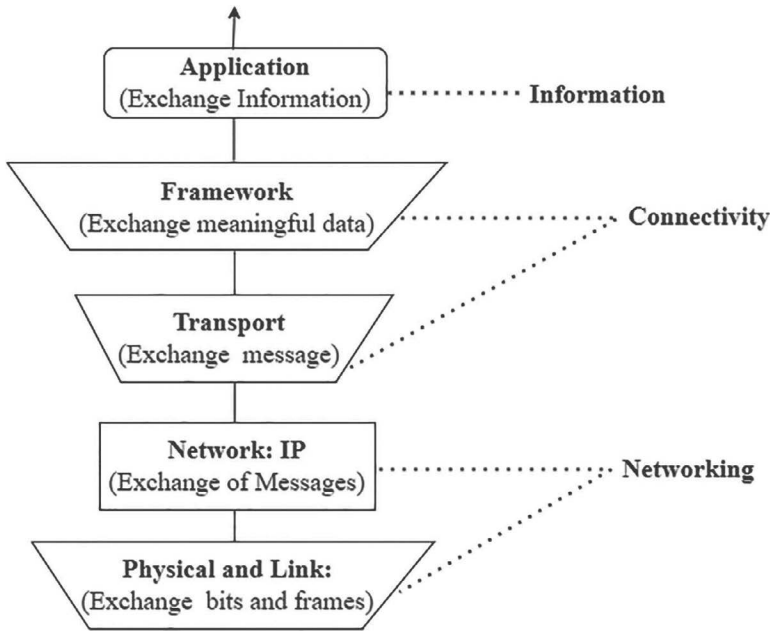 Application
(Exchange Information)
Information
Framework
(Exchange meaningful data)
Connectivity
Transport
(Exchange message)
Network: IP
(Exchange of Messages)
Networking
Physical and Link:
(Exchange bits and frames)